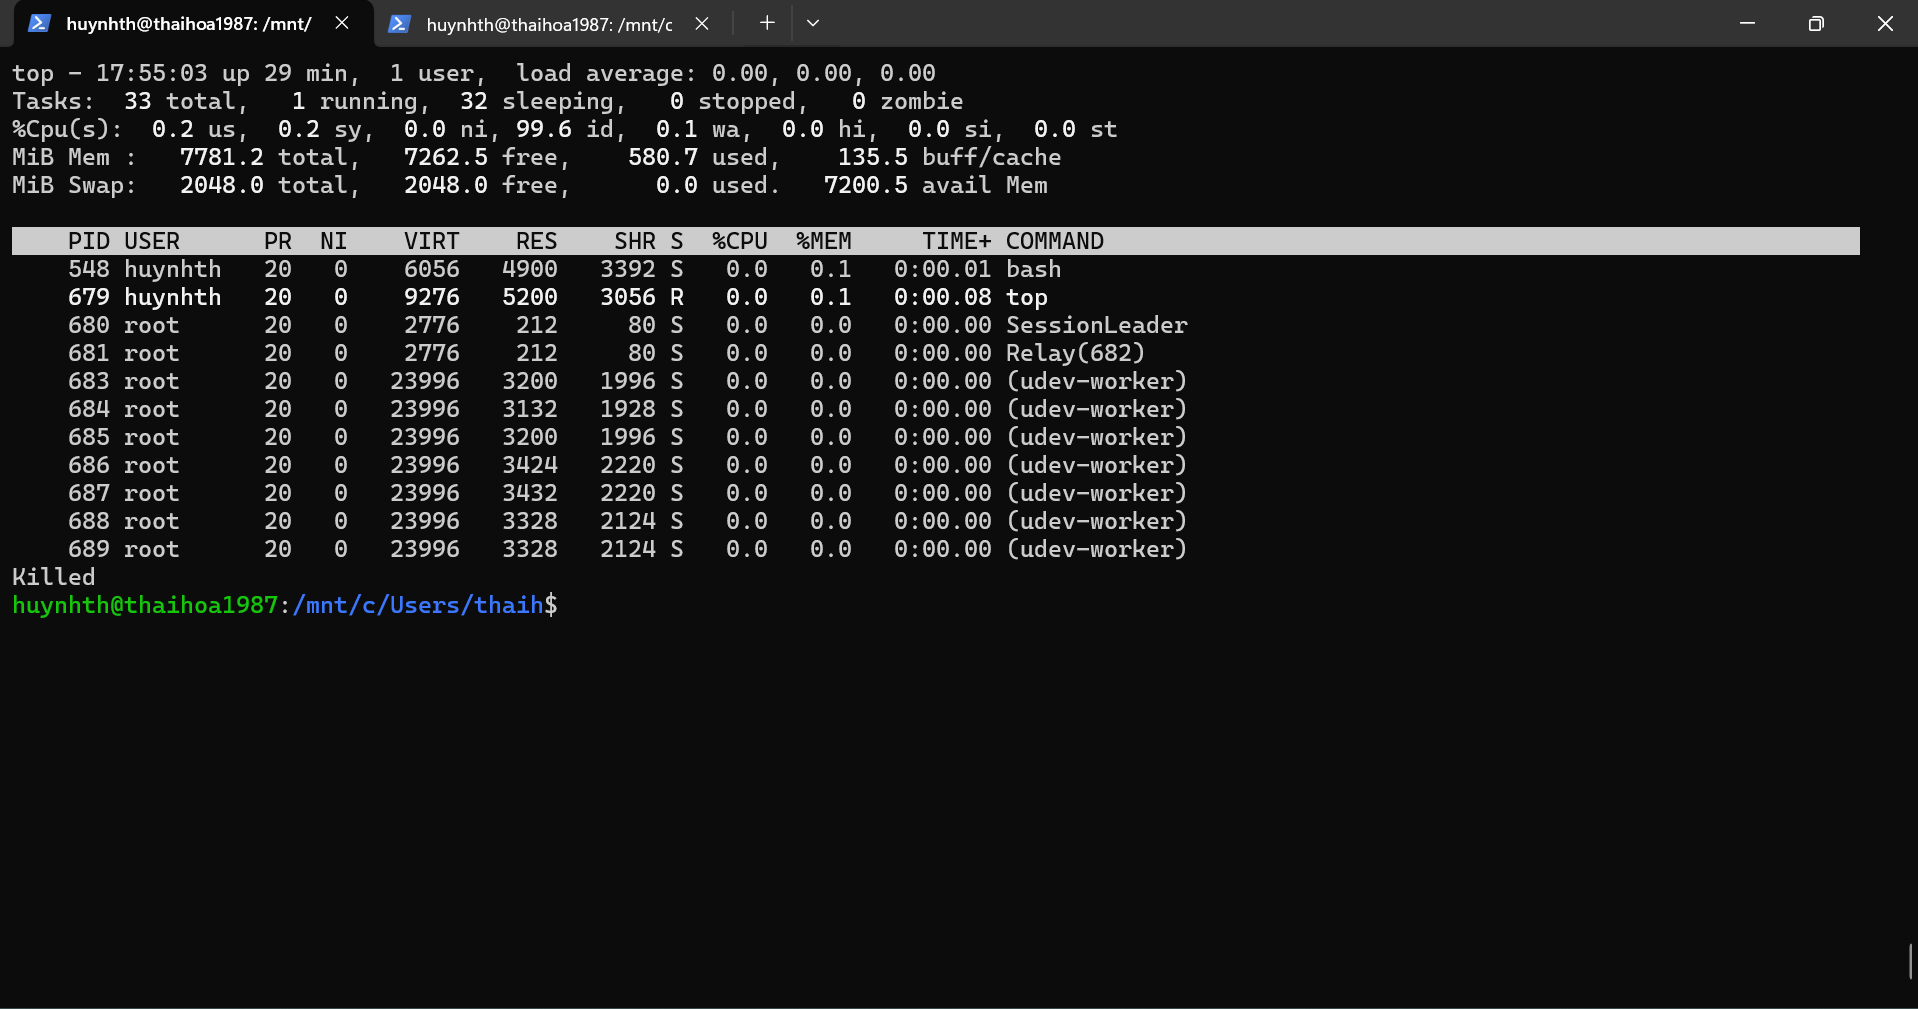 huynhth@thaihoa1987: /mnt/
huynhth@thaihoa1987: /mnt/c
top - 17:55:03 up 29 min,  1 user,  load average: 0.00, 0.00, 0.00
Tasks:  33 total,   1 running,  32 sleeping,   0 stopped,   0 zombie
%Cpu(s):  0.2 us,  0.2 sy,  0.0 ni, 99.6 id,  0.1 wa,  0.0 hi,  0.0 si,  0.0 st
MiB Mem :   7781.2 total,   7262.5 free,    580.7 used,    135.5 buff/cache
MiB Swap:   2048.0 total,   2048.0 free,      0.0 used.   7200.5 avail Mem
    PID USER      PR  NI    VIRT    RES    SHR S  %CPU  %MEM     TIME+ COMMAND
    548 huynhth   20   0    6056   4900   3392 S   0.0   0.1   0:00.01 bash
    679 huynhth   20   0    9276   5200   3056 R   0.0   0.1   0:00.08 top
    680 root      20   0    2776    212     80 S   0.0   0.0   0:00.00 SessionLeader
    681 root      20   0    2776    212     80 S   0.0   0.0   0:00.00 Relay(682)
    683 root      20   0   23996   3200   1996 S   0.0   0.0   0:00.00 (udev-worker)
    684 root      20   0   23996   3132   1928 S   0.0   0.0   0:00.00 (udev-worker)
    685 root      20   0   23996   3200   1996 S   0.0   0.0   0:00.00 (udev-worker)
    686 root      20   0   23996   3424   2220 S   0.0   0.0   0:00.00 (udev-worker)
    687 root      20   0   23996   3432   2220 S   0.0   0.0   0:00.00 (udev-worker)
    688 root      20   0   23996   3328   2124 S   0.0   0.0   0:00.00 (udev-worker)
    689 root      20   0   23996   3328   2124 S   0.0   0.0   0:00.00 (udev-worker)
Killed
huynhth@thaihoa1987:/mnt/c/Users/thaih$